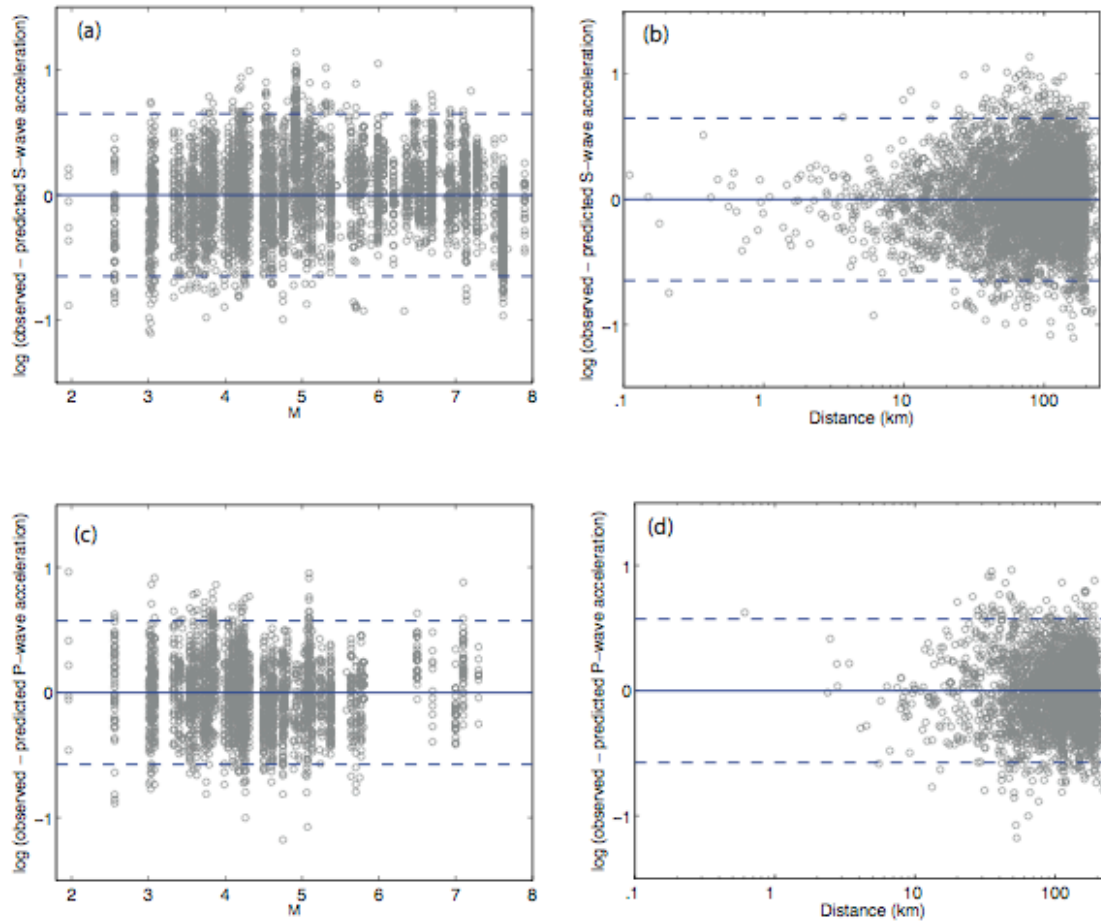 (a)
log (observed − predicted S−wave acceleration)
1
0
−1
2 3 4 5 6 7 8
M
(b)
log (observed − predicted S−wave acceleration)
1
0
−1
.1 1 10 100
Distance (km)
(c)
log (observed − predicted P−wave acceleration)
1
0
−1
2 3 4 5 6 7 8
M
(d)
log (observed − predicted P−wave acceleration)
1
0
−1
.1 1 10 100
Distance (km)